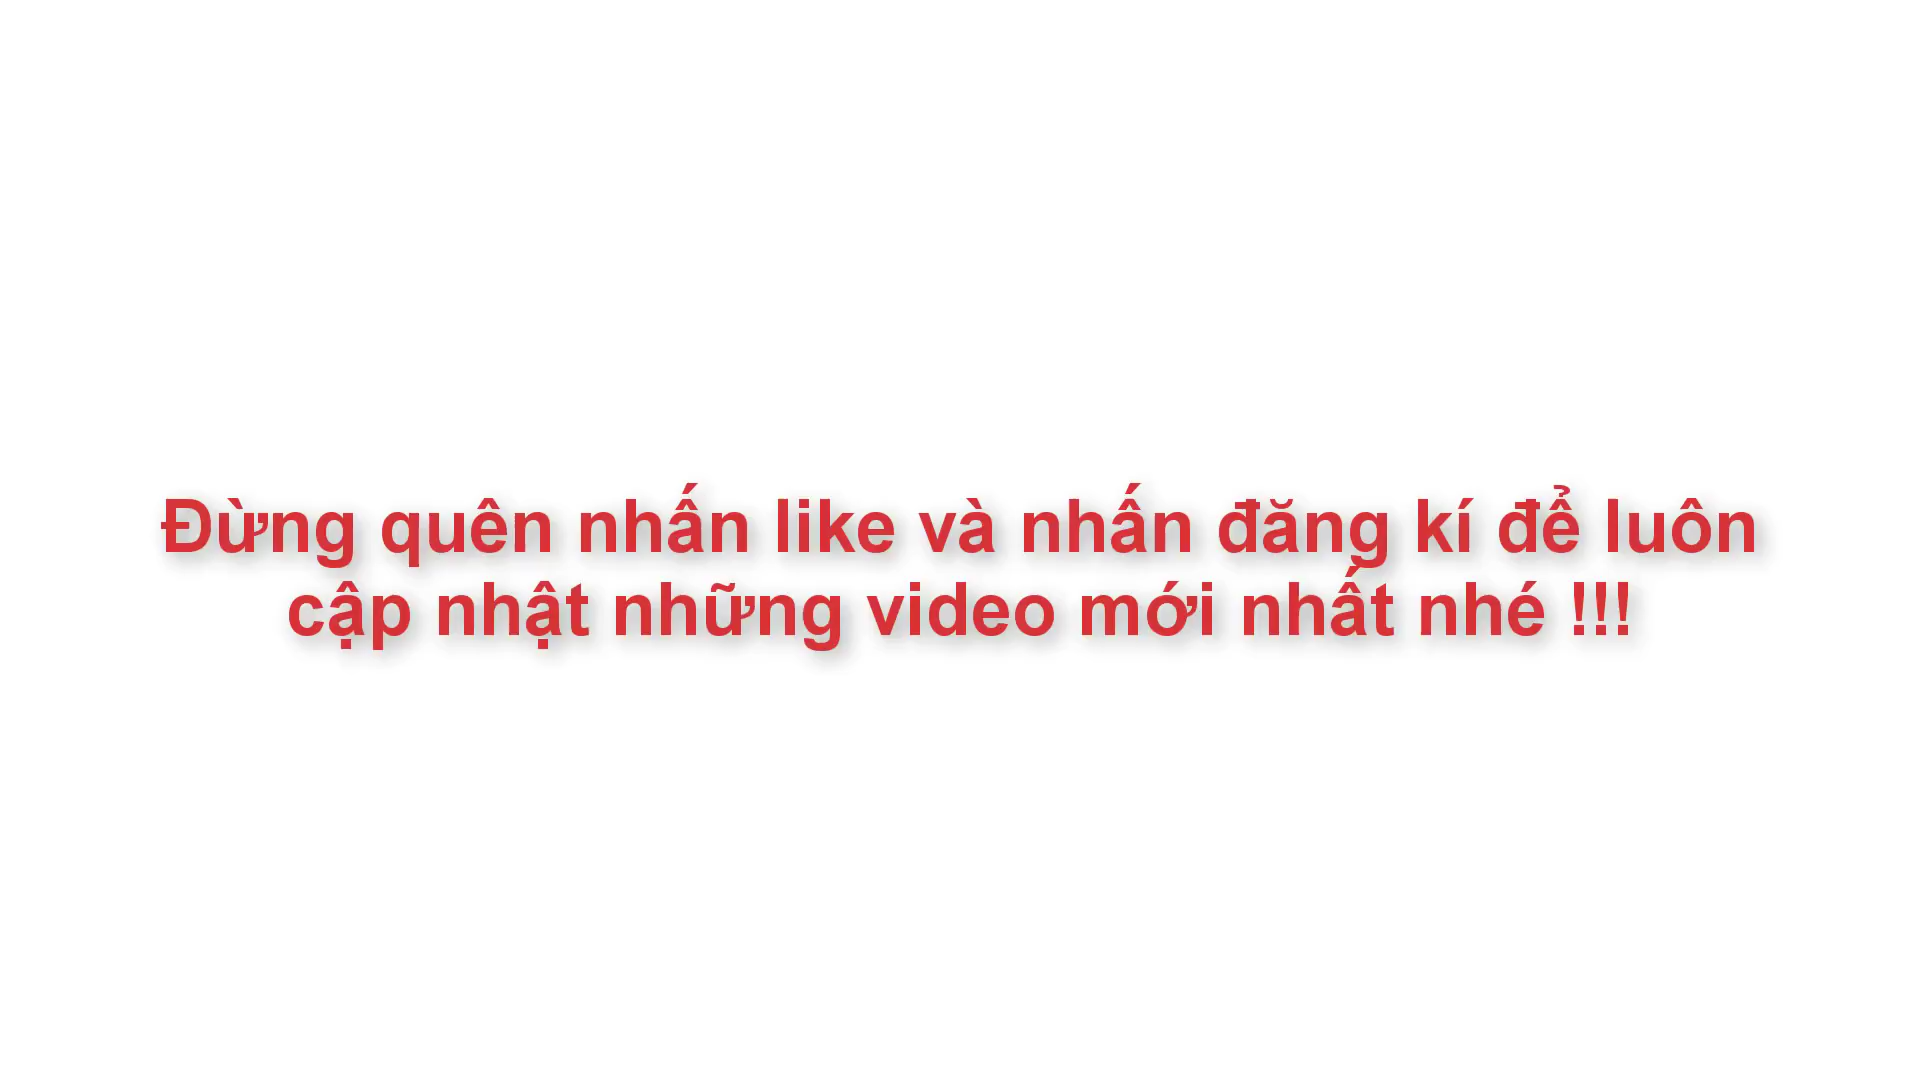 Đừng quên nhấn like và nhấn đăng kí để luôn
cập nhật những video mới nhất nhé !!!